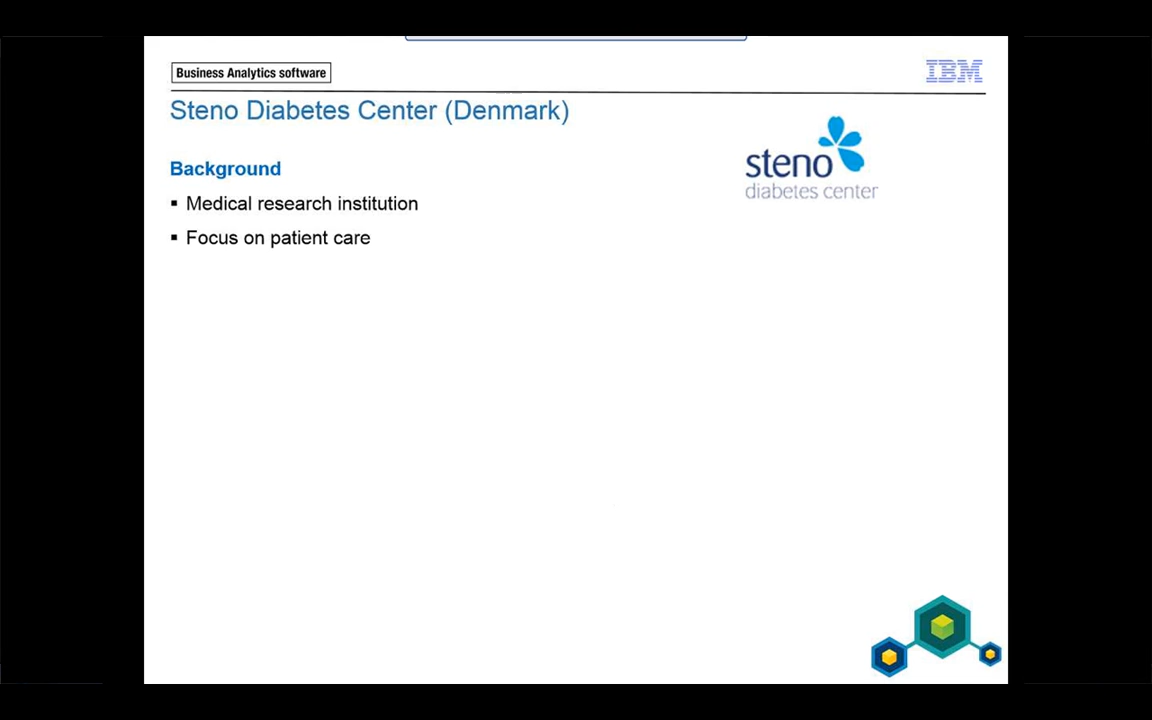 Business Analytics software
IBM
Steno Diabetes Center (Denmark)
steno
diabetes center
Background
▪ Medical research institution
▪ Focus on patient care